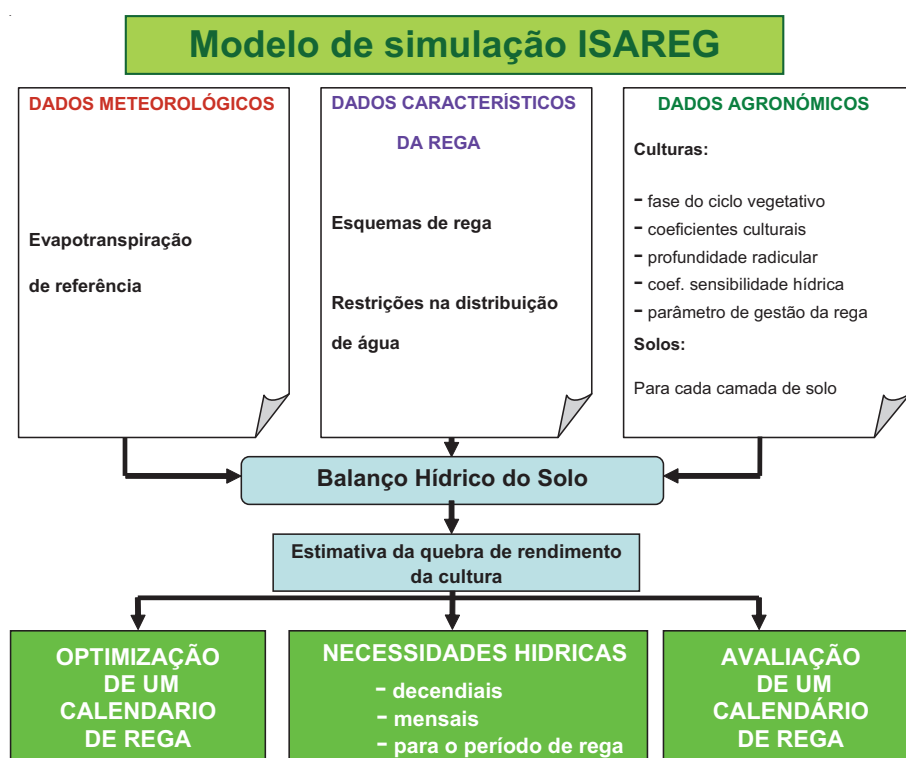 Modelo de simulação ISAREG
DADOS METEOROLÓGICOS
Evapotranspiração
de referência
DADOS CARACTERÍSTICOS
DA REGA
Esquemas de rega
Restrições na distribuição
de água
DADOS AGRONÓMICOS
Culturas:
- fase do ciclo vegetativo
- coeficientes culturais
- profundidade radicular
- coef. sensibilidade hídrica
- parâmetro de gestão da rega
Solos:
Para cada camada de solo
Balanço Hídrico do Solo
Estimativa da quebra de rendimento
da cultura
OPTIMIZAÇÃO
DE UM
CALENDARIO
DE REGA
NECESSIDADES HIDRICAS
- decendiais
- mensais
- para o período de rega
AVALIAÇÃO
DE UM
CALENDÁRIO
DE REGA